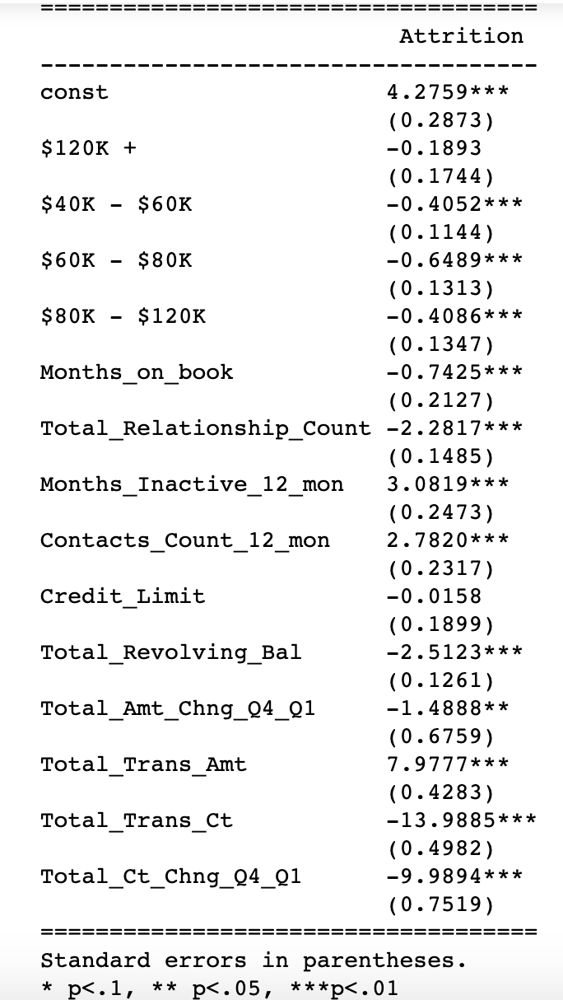 ====================================
Attrition
------------------------------------
const 4.2759***
(0.2873)
$120K + -0.1893
(0.1744)
$40K - $60K -0.4052***
(0.1144)
$60K - $80K -0.6489***
(0.1313)
$80K - $120K -0.4086***
(0.1347)
Months_on_book -0.7425***
(0.2127)
Total_Relationship_Count -2.2817***
(0.1485)
Months_Inactive_12_mon 3.0819***
(0.2473)
Contacts_Count_12_mon 2.7820***
(0.2317)
Credit_Limit -0.0158
(0.1899)
Total_Revolving_Bal -2.5123***
(0.1261)
Total_Amt_Chng_Q4_Q1 -1.4888**
(0.6759)
Total_Trans_Amt 7.9777***
(0.4283)
Total_Trans_Ct -13.9885***
(0.4982)
Total_Ct_Chng_Q4_Q1 -9.9894***
(0.7519)
====================================
Standard errors in parentheses.
* p<.1, ** p<.05, ***p<.01